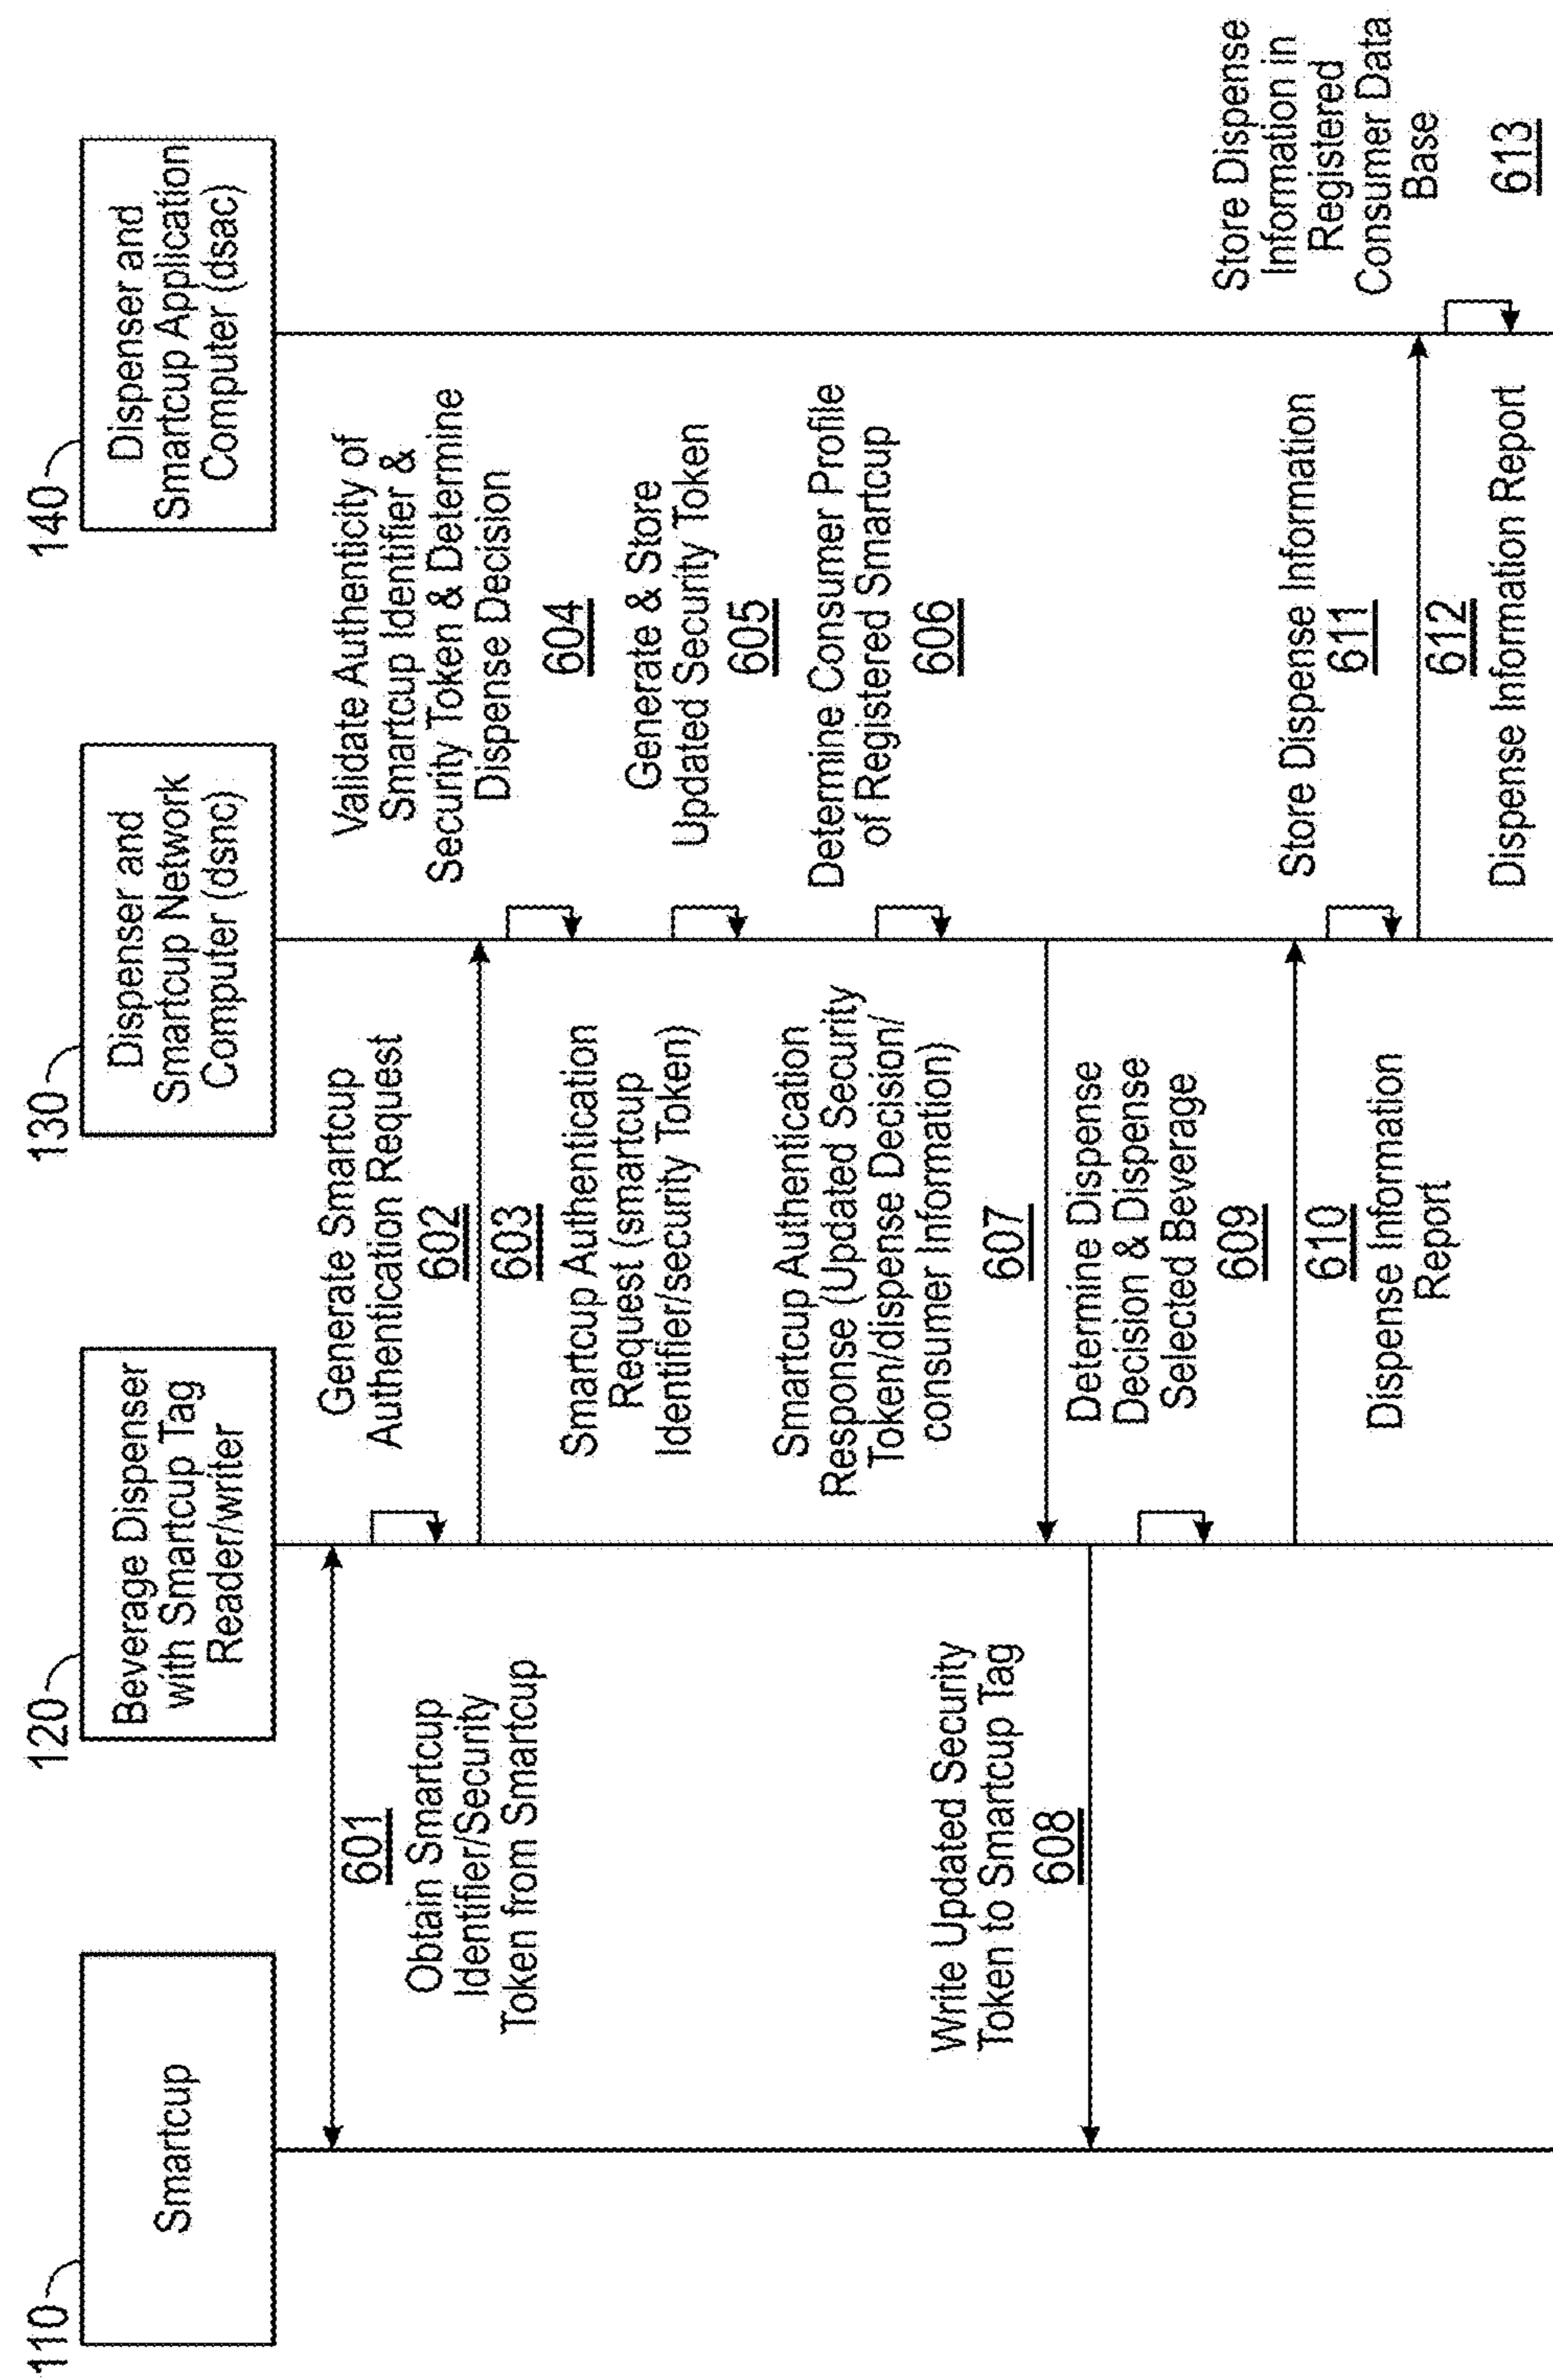 110
Smartcup
120
Beverage Dispenser
with Smartcup Tag
Reader/writer
130
Dispenser and
Smartcup Network
Computer (dsnc)
140
Dispenser and
Smartcup Application
Computer (dsac)
601
Obtain Smartcup
Identifier/Security
Token from Smartcup
Generate Smartcup
Authentication Request
602
603
Smartcup Authentication
Request (smartcup
Identifier/security Token)
Validate Authenticity of
Smartcup Identifier &
Security Token & Determine
Dispense Decision
604
Generate & Store
Updated Security Token
605
Determine Consumer Profile
of Registered Smartcup
606
Smartcup Authentication
Response (Updated Security
Token/dispense Decision/
consumer Information)
607
Write Updated Security
Token to Smartcup Tag
608
Determine Dispense
Decision & Dispense
Selected Beverage
609
610
Dispense Information
Report
Store Dispense Information
611
612
Dispense Information Report
Store Dispense
Information in
Registered
Consumer Data
Base
613